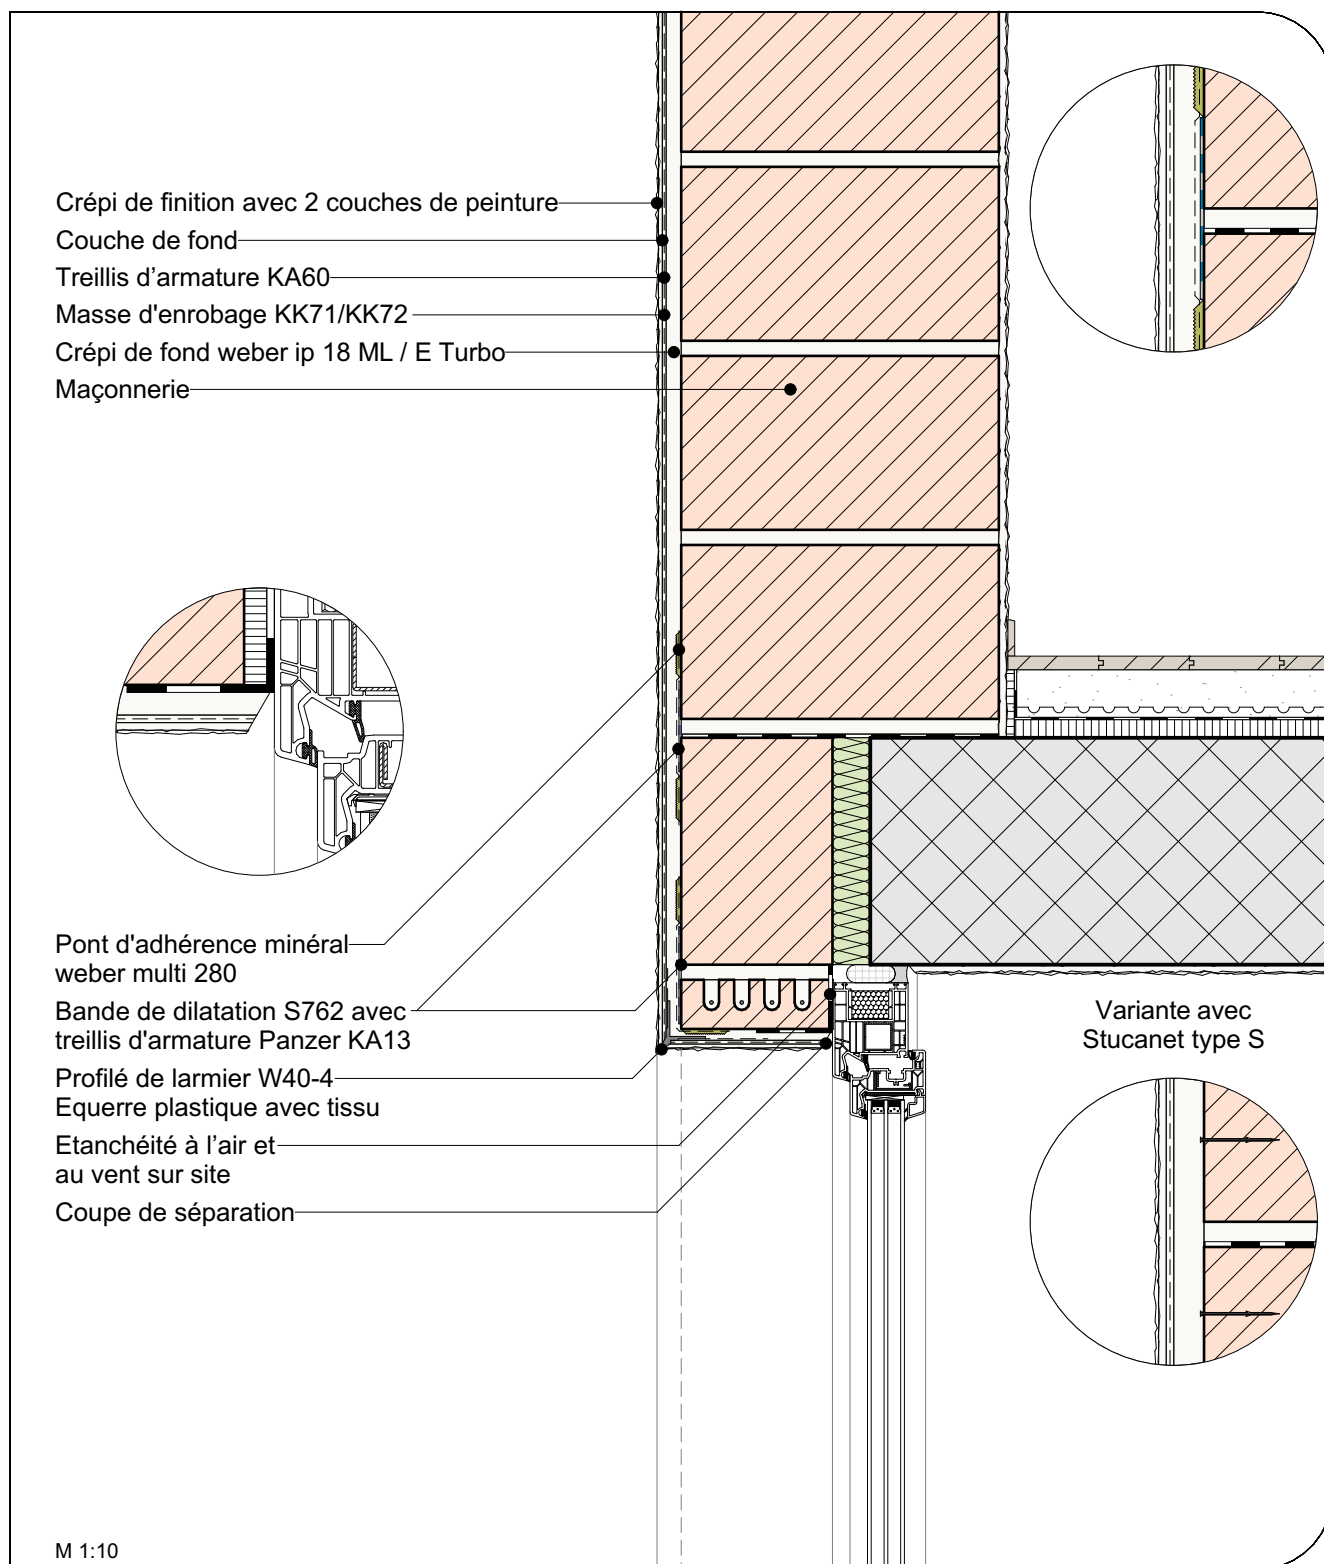 Crépi de finition avec 2 couches de peinture
Couche de fond
Treillis d’armature KA60
Masse d'enrobage KK71/KK72
Crépi de fond weber ip 18 ML / E Turbo
Maçonnerie
Pont d'adhérence minéral
weber multi 280
Bande de dilatation S762 avec
treillis d'armature Panzer KA13
Profilé de larmier W40-4
Equerre plastique avec tissu
Etanchéité à l’air et
au vent sur site
Coupe de séparation
Variante avec
Stucanet type S
M 1:10